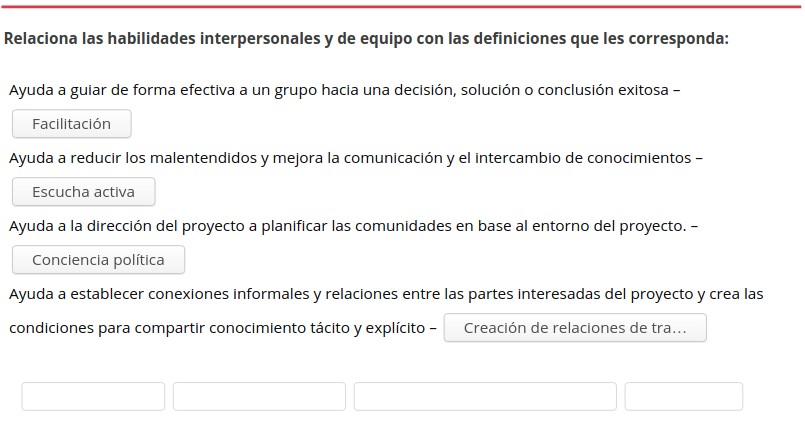 Relaciona las habilidades interpersonales y de equipo con las definiciones que les corresponda:
Ayuda a guiar de forma efectiva a un grupo hacia una decisión, solución o conclusión exitosa –
Facilitación
Ayuda a reducir los malentendidos y mejora la comunicación y el intercambio de conocimientos –
Escucha activa
Ayuda a la dirección del proyecto a planificar las comunidades en base al entorno del proyecto. –
Conciencia política
Ayuda a establecer conexiones informales y relaciones entre las partes interesadas del proyecto y crea las
condiciones para compartir conocimiento tácito y explícito – Creación de relaciones de tra...